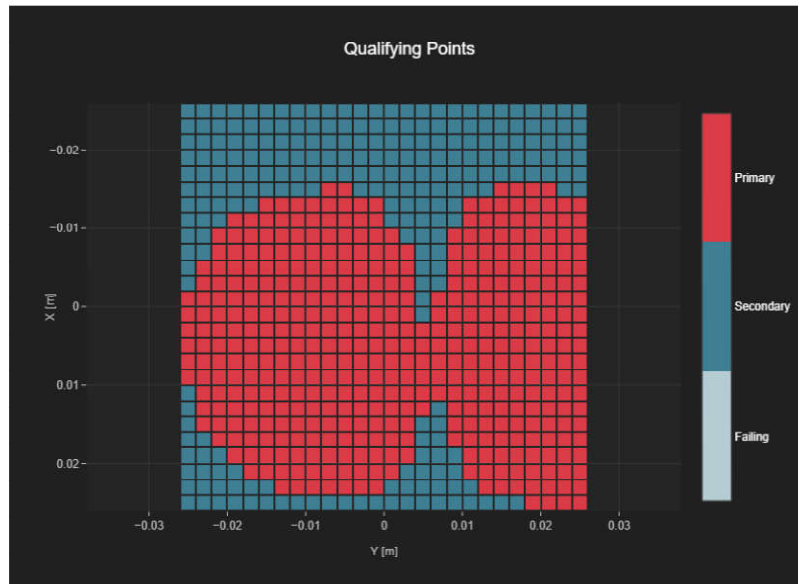 Qualifying Points
−0.02
−0.01
0
0.01
0.02
X [m]
−0.03
−0.02
−0.01
0
0.01
0.02
0.03
Y [m]
Primary
Secondary
Failing